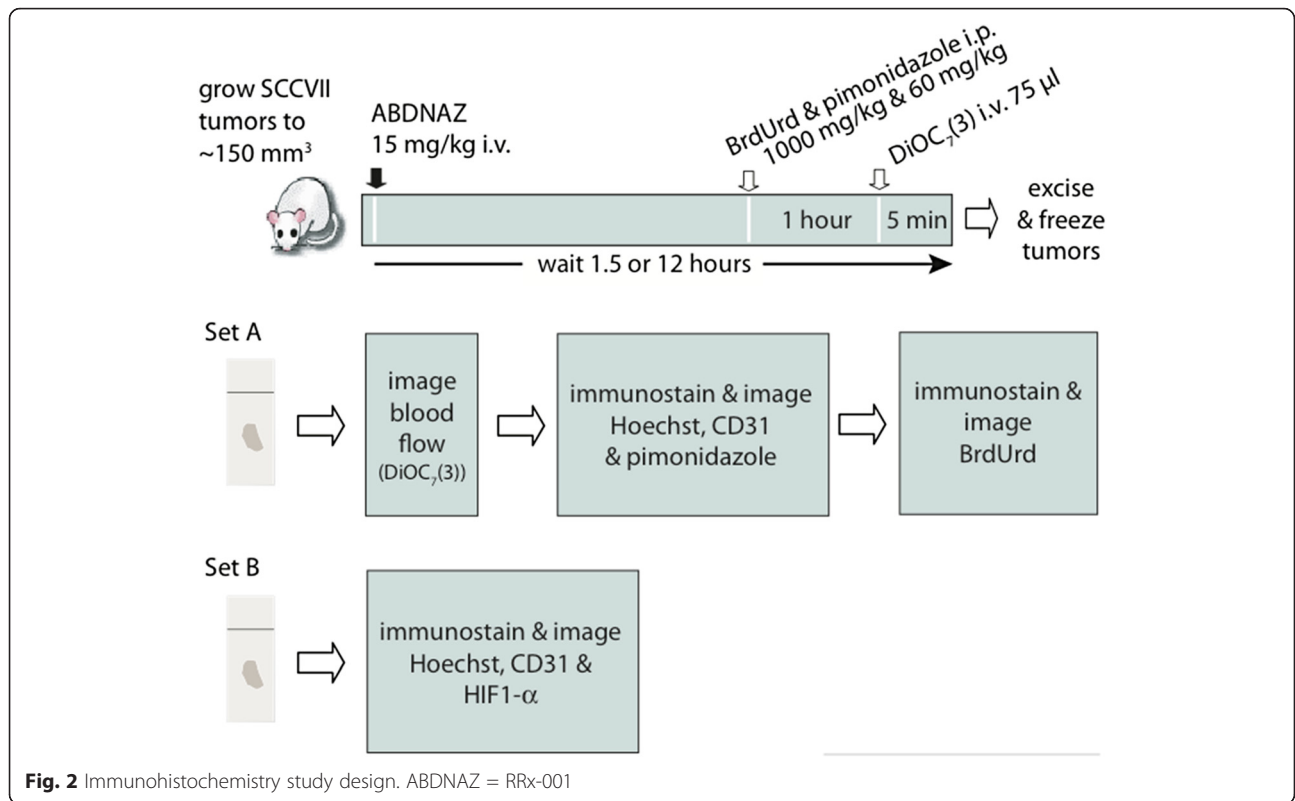 grow SCCVII
tumors to
~150 mm³
ABDNAZ
15 mg/kg i.v.
BrdUrd & pimonidazole i.p.
1000 mg/kg & 60 mg/kg
DiOC₇(3) i.v. 75 μl
1 hour
5 min
excise
& freeze
tumors
wait 1.5 or 12 hours
Set A
image
blood
flow
(DiOC₇(3))
immunostain & image
Hoechst, CD31
& pimonidazole
immunostain &
image
BrdUrd
Set B
immunostain & image
Hoechst, CD31 &
HIF1-α
Fig. 2 Immunohistochemistry study design. ABDNAZ = RRx-001